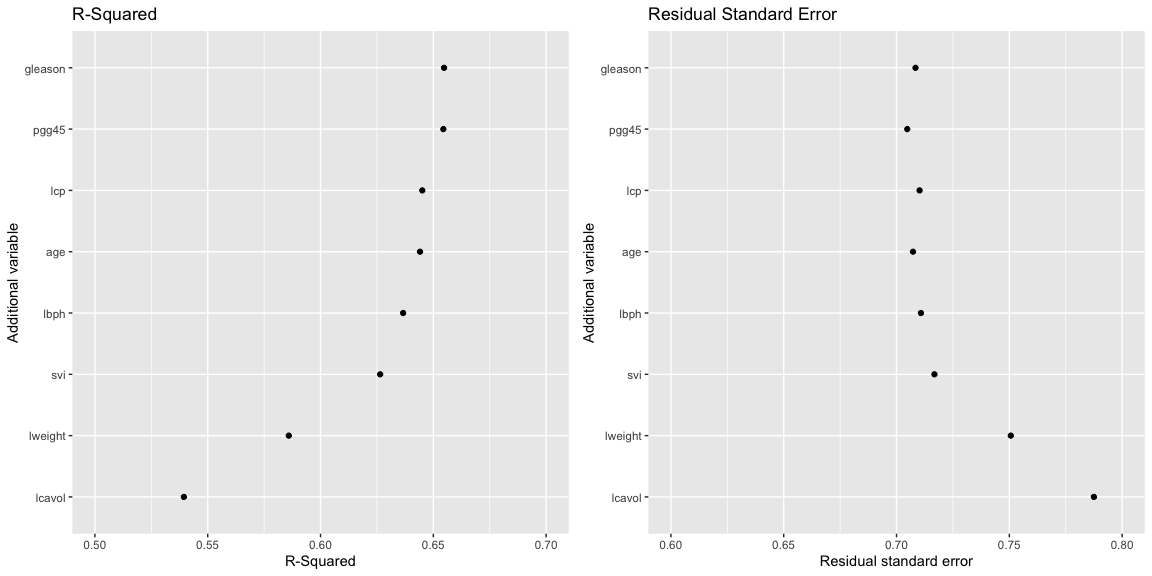 R-Squared
Additional variable
gleason
pgg45
lcp
age
lbph
svi
lweight
lcavol
0.50 0.55 0.60 0.65 0.70
R-Squared
Residual Standard Error
Additional variable
gleason
pgg45
lcp
age
lbph
svi
lweight
lcavol
0.60 0.65 0.70 0.75 0.80
Residual standard error